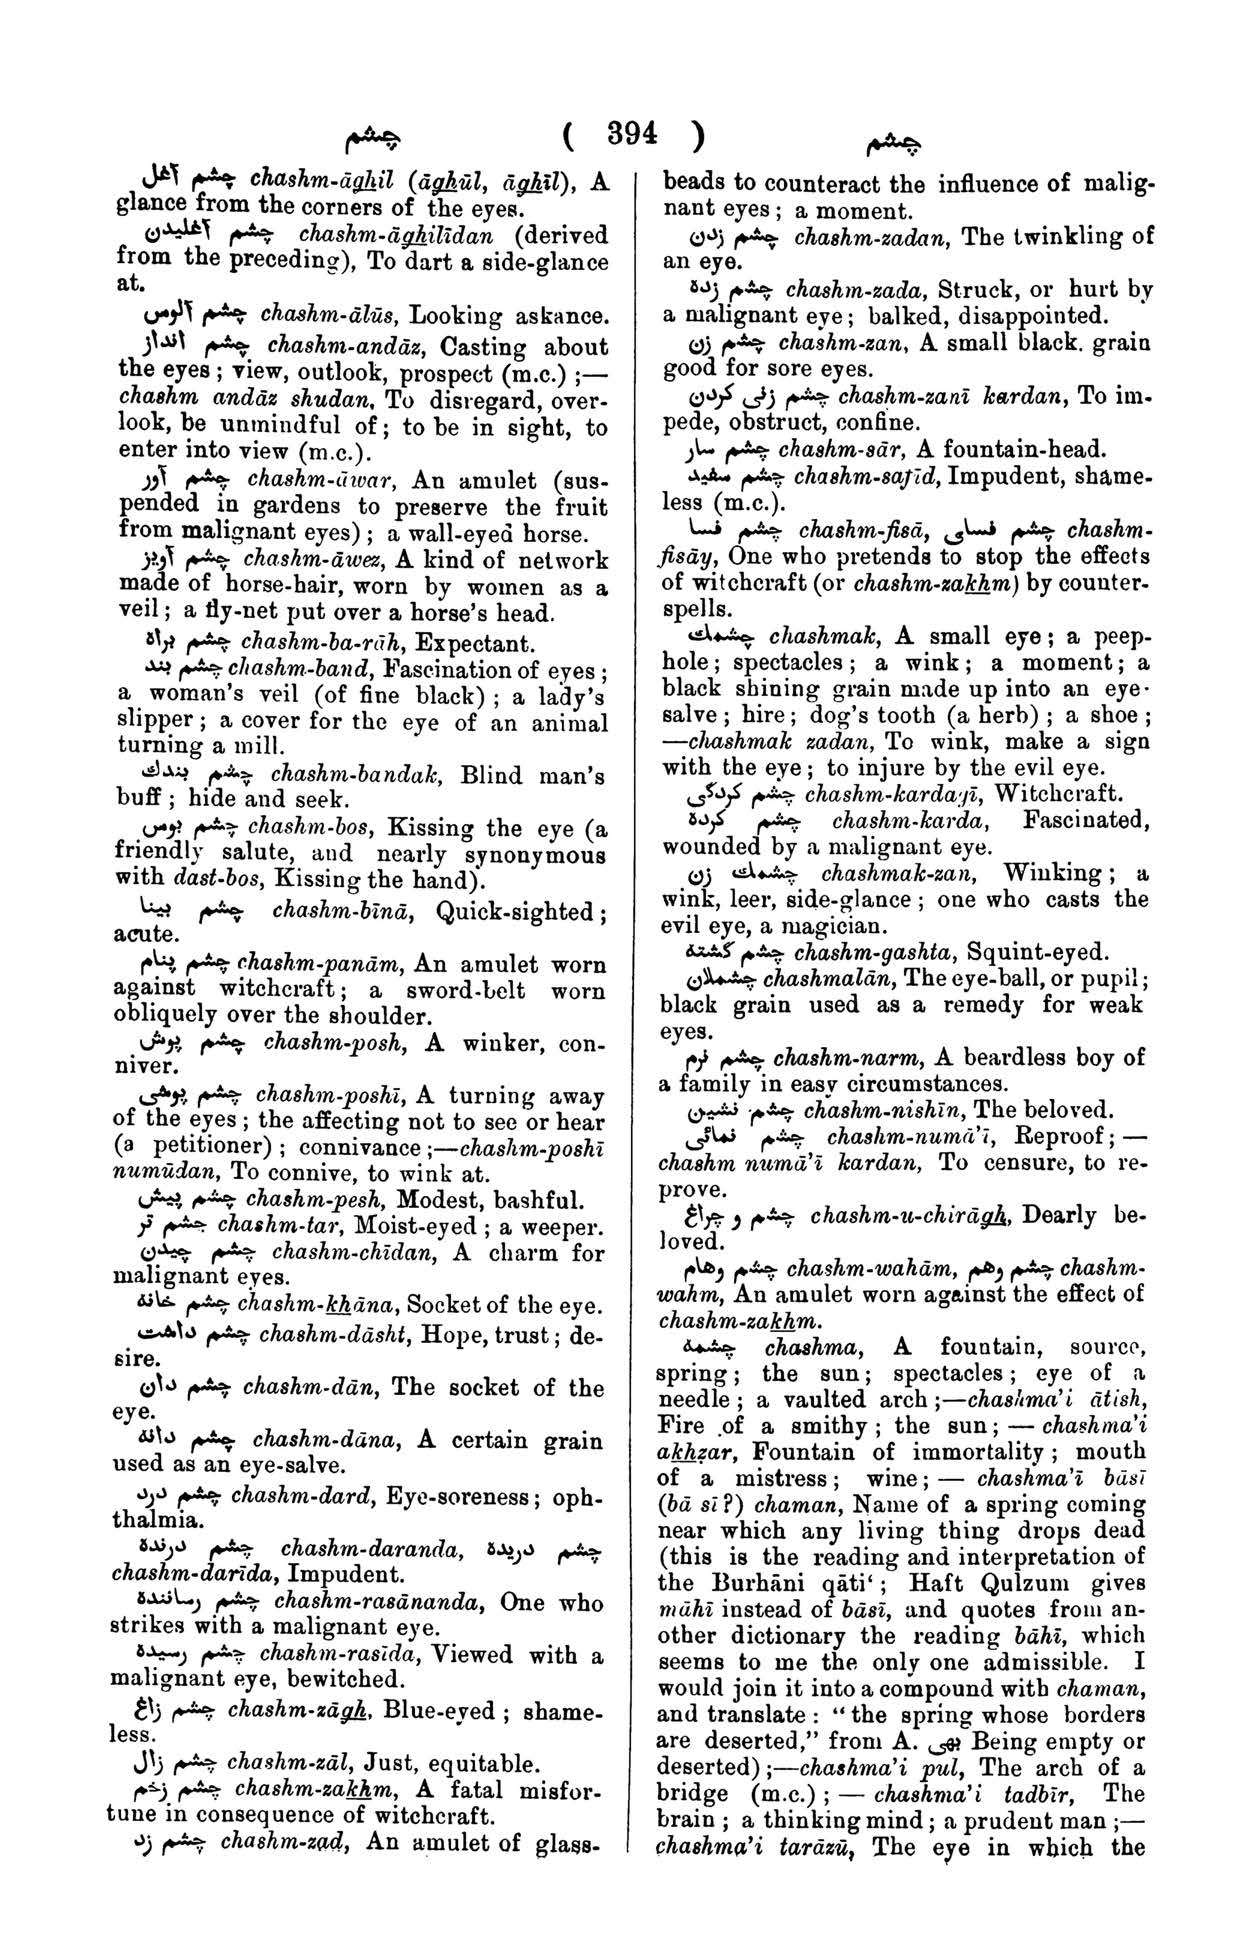 چشم ( 394 ) چشم
چشم آغل chashm-āghil (āghūl, āghīl), A
glance from the corners of the eyes.
چشم آغلیدن chashm-āghilīdan (derived
from the preceding), To dart a side-glance
at.
چشم آلوس chashm-ālūs, Looking askance.
چشم انداز chashm-andāz, Casting about
the eyes ; view, outlook, prospect (m.c.) ;—
chashm andāz shudan, To disregard, over-
look, be unmindful of ; to be in sight, to
enter into view (m.c.).
چشم آور chashm-āwar, An amulet (sus-
pended in gardens to preserve the fruit
from malignant eyes) ; a wall-eyed horse.
چشم آویز chashm-āwez, A kind of network
made of horse-hair, worn by women as a
veil ; a fly-net put over a horse's head.
چشم براه chashm-ba-rāh, Expectant.
چشم بند chashm-band, Fascination of eyes ;
a woman's veil (of fine black) ; a lady's
slipper ; a cover for the eye of an animal
turning a mill.
چشم بندك chashm-bandak, Blind man's
buff ; hide and seek.
چشم بوس chashm-bos, Kissing the eye (a
friendly salute, and nearly synonymous
with dast-bos, Kissing the hand).
چشم بینا chashm-bīnā, Quick-sighted ;
acute.
چشم پنام chashm-panām, An amulet worn
against witchcraft ; a sword-belt worn
obliquely over the shoulder.
چشم پوش chashm-posh, A winker, con-
niver.
چشم پوشی chashm-poshī, A turning away
of the eyes ; the affecting not to see or hear
(a petitioner) ; connivance ;—chashm-poshī
numūdan, To connive, to wink at.
چشم پیش chashm-pesh, Modest, bashful.
چشم تر chashm-tar, Moist-eyed ; a weeper.
چشم چیدن chashm-chīdan, A charm for
malignant eyes.
چشم خانه chashm-khāna, Socket of the eye.
چشم داشت chashm-dāsht, Hope, trust ; de-
sire.
چشم دان chashm-dān, The socket of the
eye.
چشم دانه chashm-dāna, A certain grain
used as an eye-salve.
چشم درد chashm-dard, Eye-soreness ; oph-
thalmia.
چشم درنده chashm-daranda, چشم دریده
chashm-darīda, Impudent.
چشم رساننده chashm-rasānanda, One who
strikes with a malignant eye.
چشم رسیده chashm-rasīda, Viewed with a
malignant eye, bewitched.
چشم زاغ chashm-zāgh, Blue-eyed ; shame-
less.
چشم زال chashm-zāl, Just, equitable.
چشم زخم chashm-zakhm, A fatal misfor-
tune in consequence of witchcraft.
چشم زد chashm-zad, An amulet of glass-
beads to counteract the influence of malig-
nant eyes ; a moment.
چشم زدن chashm-zadan, The twinkling of
an eye.
چشم زده chashm-zada, Struck, or hurt by
a malignant eye ; balked, disappointed.
چشم زن chashm-zan, A small black. grain
good for sore eyes.
چشم زنی کردن chashm-zanī kardan, To im-
pede, obstruct, confine.
چشم سار chashm-sār, A fountain-head.
چشم سفید chashm-safīd, Impudent, shame-
less (m.c.).
چشم فسا chashm-fisā, چشم فسای chashm-
fisāy, One who pretends to stop the effects
of witchcraft (or chashm-zakhm) by counter-
spells.
چشمك chashmak, A small eye ; a peep-
hole ; spectacles ; a wink ; a moment ; a
black shining grain made up into an eye-
salve ; hire ; dog's tooth (a herb) ; a shoe ;
—chashmak zadan, To wink, make a sign
with the eye ; to injure by the evil eye.
چشم کردگی chashm-kardagī, Witchcraft.
چشم کرده chashm-karda, Fascinated,
wounded by a malignant eye.
چشمك زن chashmak-zan, Winking ; a
wink, leer, side-glance ; one who casts the
evil eye, a magician.
چشم گشته chashm-gashta, Squint-eyed.
چشملان chashmalān, The eye-ball, or pupil ;
black grain used as a remedy for weak
eyes.
چشم نرم chashm-narm, A beardless boy of
a family in easy circumstances.
چشم نشین chashm-nishīn, The beloved.
چشم نمائی chashm-numā'ī, Reproof ; —
chashm numā'ī kardan, To censure, to re-
prove.
چشم و چراغ chashm-u-chirāgh, Dearly be-
loved.
چشم وهام chashm-wahām, چشم وهم chashm-
wahm, An amulet worn against the effect of
chashm-zakhm.
چشمه chashma, A fountain, source,
spring ; the sun ; spectacles ; eye of a
needle ; a vaulted arch ;—chashma'i ātish,
Fire of a smithy ; the sun ; — chashma'i
akhzar, Fountain of immortality ; mouth
of a mistress ; wine ; — chashma'ī bāsī
(bā sī ?) chaman, Name of a spring coming
near which any living thing drops dead
(this is the reading and interpretation of
the Burhāni qāti‘ ; Haft Qulzum gives
māhī instead of bāsī, and quotes from an-
other dictionary the reading bāhī, which
seems to me the only one admissible. I
would join it into a compound with chaman,
and translate : "the spring whose borders
are deserted," from A. بهی Being empty or
deserted) ;—chashma'i pul, The arch of a
bridge (m.c.) ; — chashma'i tadbīr, The
brain ; a thinking mind ; a prudent man ;—
chashma'i tarāzū, The eye in which the